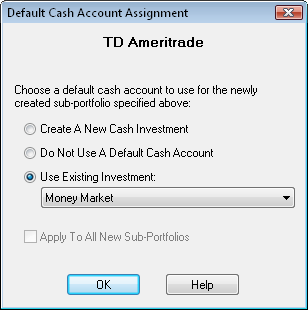 Default Cash Account Assignment
TD Ameritrade
Choose a default cash account to use for the newly
created sub-portfolio specified above:
Create A New Cash Investment
Do Not Use A Default Cash Account
Use Existing Investment:
Money Market
Apply To All New Sub-Portfolios
OK
Help